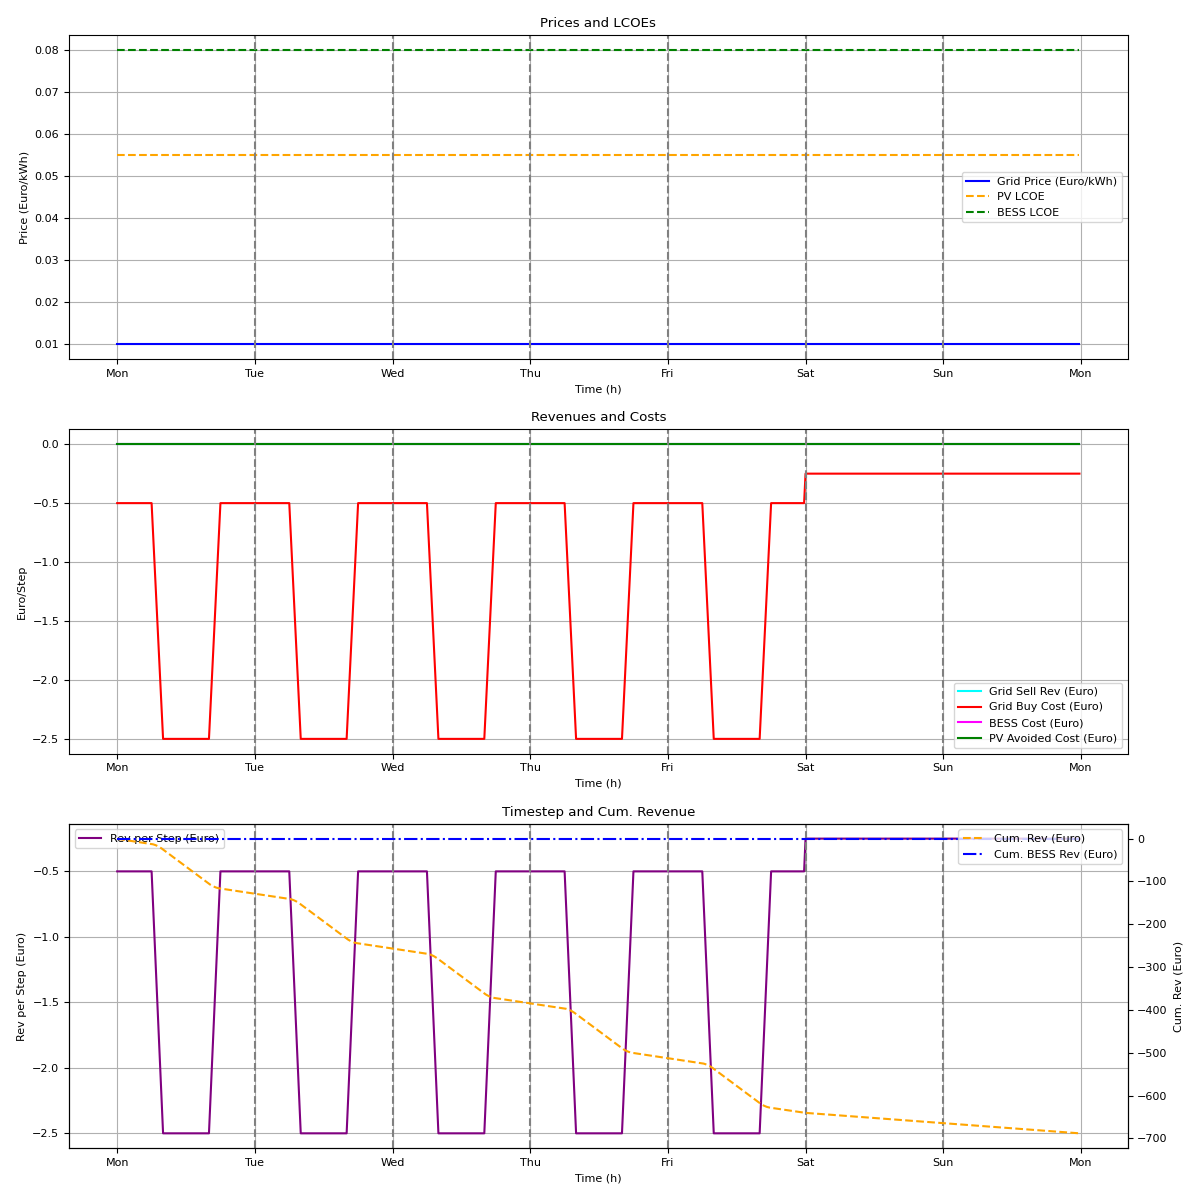 Prices and LCOEs
0.08
0.07
0.06
0.05
0.04
0.03
0.02
0.01
Price (Euro/kWh)
Grid Price (Euro/kWh)
PV LCOE
BESS LCOE
Mon Tue Wed Thu Fri Sat Sun Mon
Time (h)
Revenues and Costs
0.0
−0.5
−1.0
−1.5
−2.0
−2.5
Euro/Step
Grid Sell Rev (Euro)
Grid Buy Cost (Euro)
BESS Cost (Euro)
PV Avoided Cost (Euro)
Mon Tue Wed Thu Fri Sat Sun Mon
Time (h)
Timestep and Cum. Revenue
Rev per Step (Euro)
−0.5
−1.0
−1.5
−2.0
−2.5
Rev per Step (Euro)
Cum. Rev (Euro)
Cum. BESS Rev (Euro)
0
−100
−200
−300
−400
−500
−600
−700
Cum. Rev (Euro)
Mon Tue Wed Thu Fri Sat Sun Mon
Time (h)